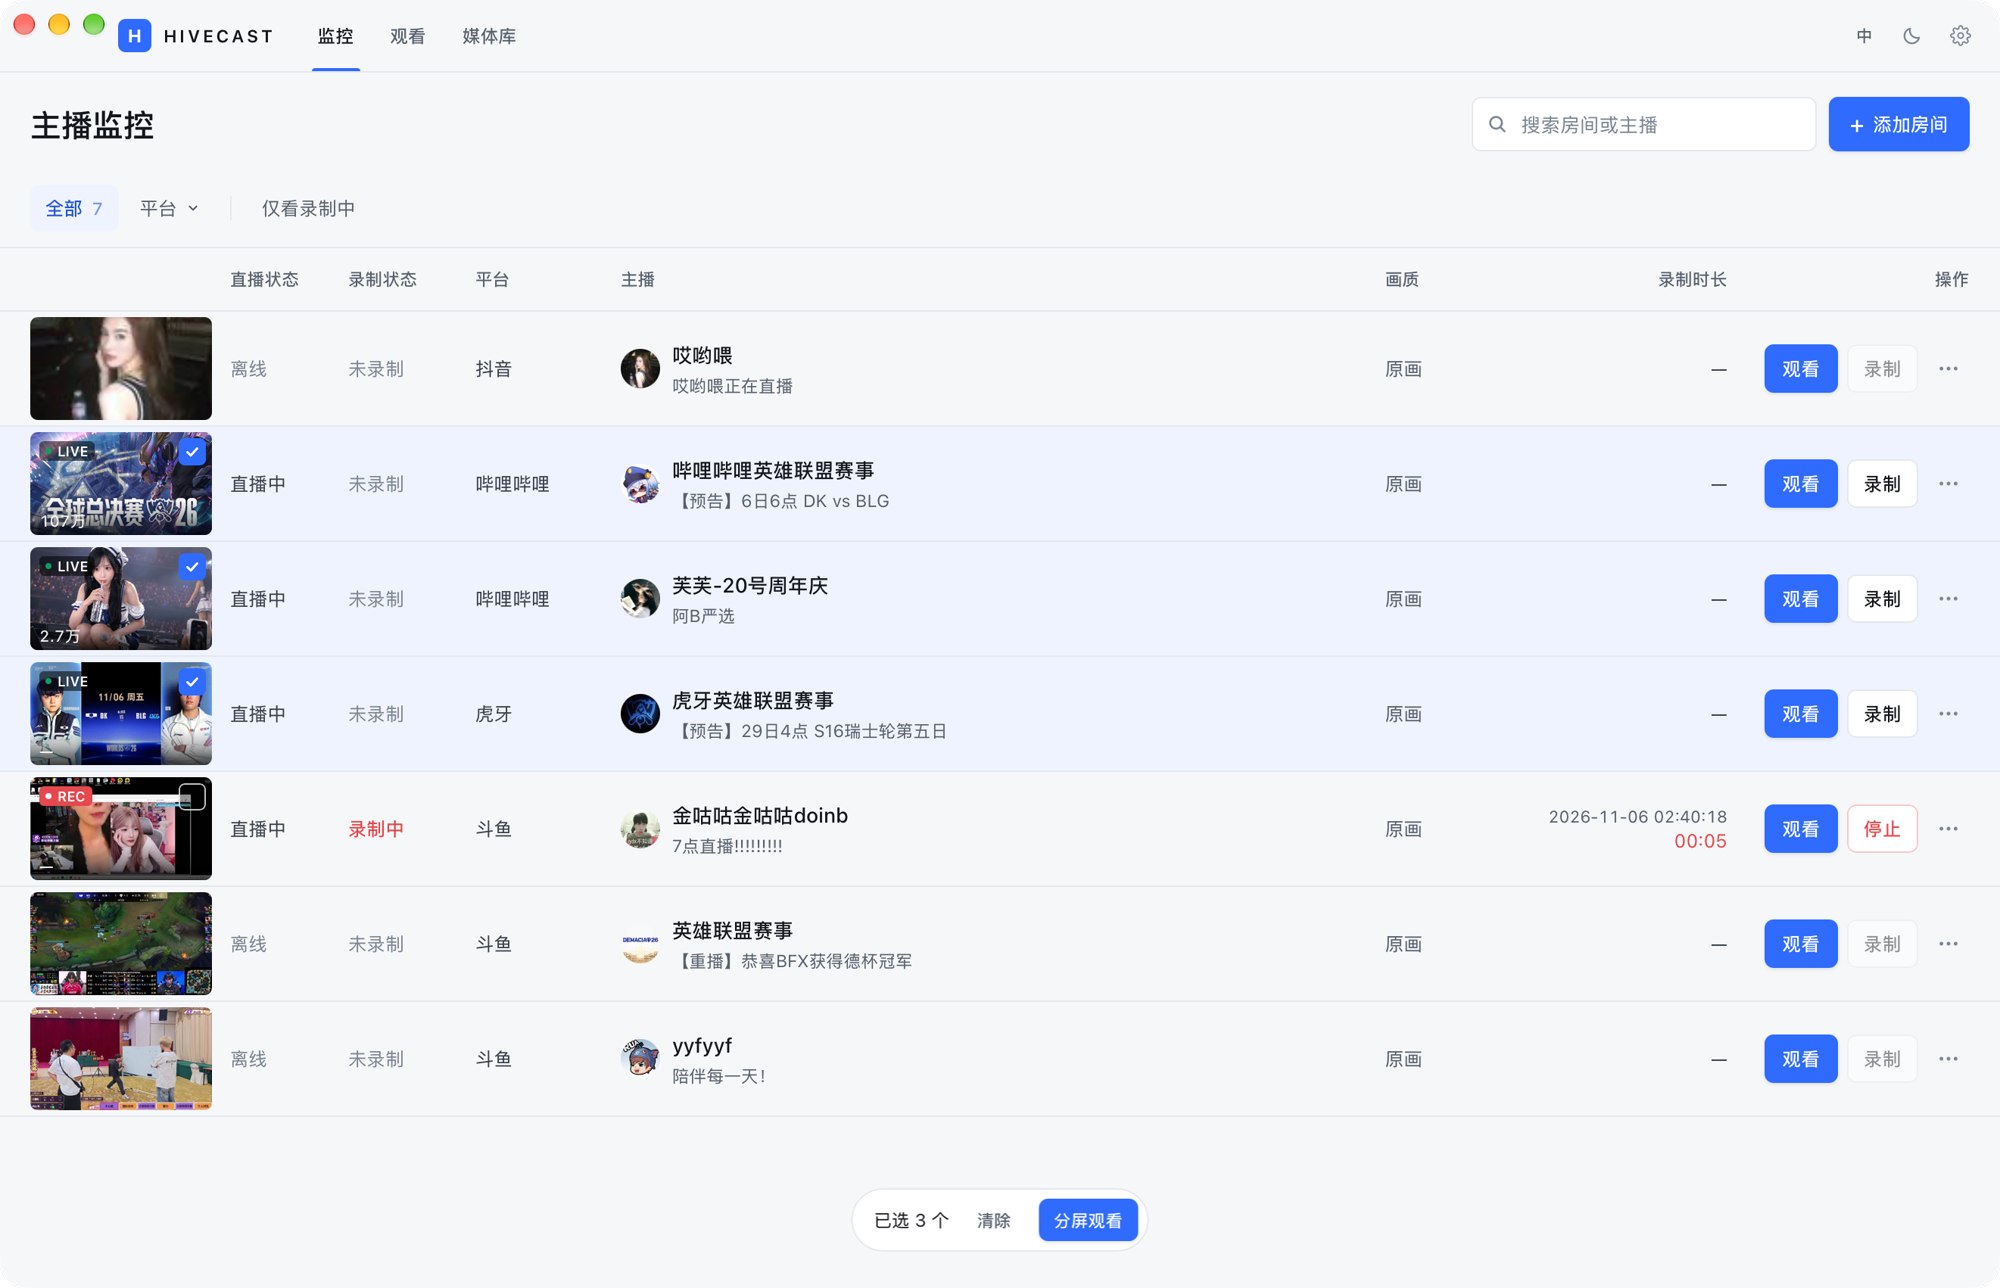 H HIVECAST 监控 观看 媒体库 中
主播监控
搜索房间或主播
+ 添加房间
全部 7 平台 仅看录制中
直播状态 录制状态 平台 主播 画质 录制时长 操作
离线 未录制 抖音 哎哟喂 原画 — 观看 录制 ···
哎哟喂正在直播
LIVE
全球总决赛 26
107万
直播中 未录制 哔哩哔哩 哔哩哔哩英雄联盟赛事 原画 — 观看 录制 ···
【预告】6日6点 DK vs BLG
LIVE
2.7万
直播中 未录制 哔哩哔哩 芙芙-20号周年庆 原画 — 观看 录制 ···
阿B严选
LIVE
11/06 周五
DK BLG
WORLDS 26
直播中 未录制 虎牙 虎牙英雄联盟赛事 原画 — 观看 录制 ···
【预告】29日4点 S16瑞士轮第五日
REC
直播中 录制中 斗鱼 金咕咕金咕咕doinb 原画 2026-11-06 02:40:18 观看 停止 ···
7点直播!!!!!!!!! 00:05
离线 未录制 斗鱼 英雄联盟赛事 原画 — 观看 录制 ···
【重播】恭喜BFX获得德杯冠军
离线 未录制 斗鱼 yyfyyf 原画 — 观看 录制 ···
陪伴每一天!
已选 3 个 清除 分屏观看